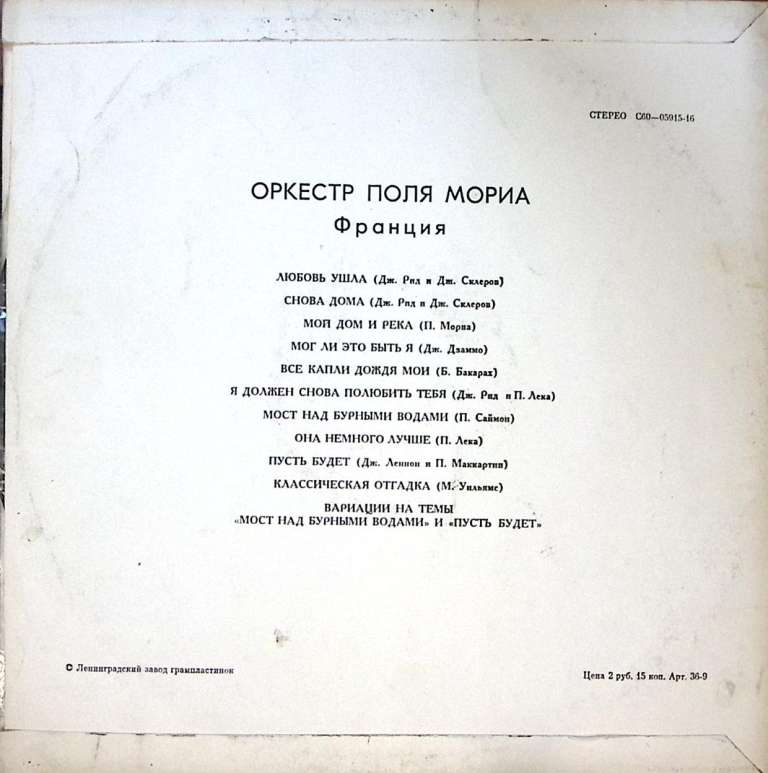 СТЕРЕО С60—05915-16
ОРКЕСТР ПОЛЯ МОРИА
Франция
ЛЮБОВЬ УШЛА (Дж. Рид и Дж. Склеров)
СНОВА ДОМА (Дж. Рид и Дж. Склеров)
МОЙ ДОМ И РЕКА (П. Мориа)
МОГ ЛИ ЭТО БЫТЬ Я (Дж. Дзаммо)
ВСЕ КАПЛИ ДОЖДЯ МОИ (Б. Бакарах)
Я ДОЛЖЕН СНОВА ПОЛЮБИТЬ ТЕБЯ (Дж. Рид и П. Лека)
МОСТ НАД БУРНЫМИ ВОДАМИ (П. Саймон)
ОНА НЕМНОГО ЛУЧШЕ (П. Лека)
ПУСТЬ БУДЕТ (Дж. Леннон и П. Маккартни)
КЛАССИЧЕСКАЯ ОТГАДКА (М. Уильямс)
ВАРИАЦИИ НА ТЕМЫ
«МОСТ НАД БУРНЫМИ ВОДАМИ» И «ПУСТЬ БУДЕТ»
© Ленинградский завод грампластинок
Цена 2 руб. 15 коп. Арт. 36-9